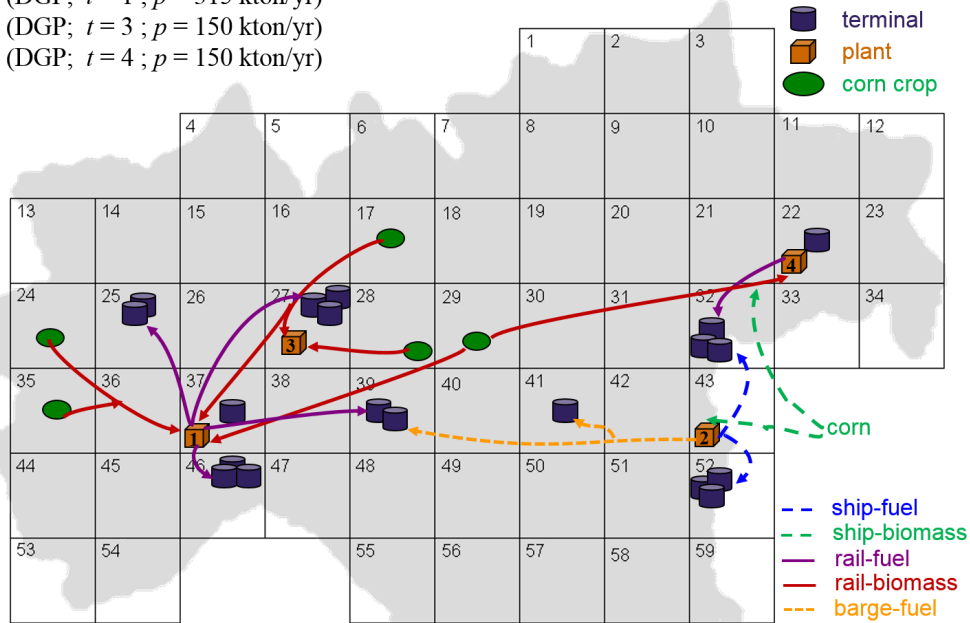 (DGP; t = 3 ; p = 150 kton/yr)
(DGP; t = 4 ; p = 150 kton/yr)
terminal
plant
corn crop
1 2 3
4 5 6 7 8 9 10 11 12
13 14 15 16 17 18 19 20 21 22 23
4
24 25 26 27 28 29 30 31 32 33 34
3
35 36 37 38 39 40 41 42 43
1 2
corn
44 45 46 47 48 49 50 51 52
53 54 55 56 57 58 59
ship-fuel
ship-biomass
rail-fuel
rail-biomass
barge-fuel